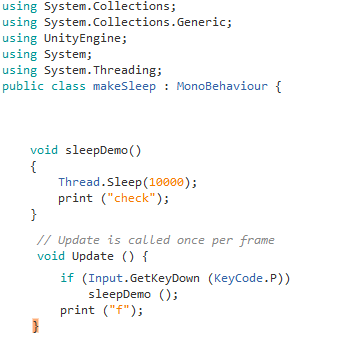 using System.Collections;
using System.Collections.Generic;
using UnityEngine;
using System;
using System.Threading;
public class makeSleep : MonoBehaviour {
void sleepDemo()
{
Thread.Sleep(10000);
print ("check");
}
// Update is called once per frame
void Update () {
if (Input.GetKeyDown (KeyCode.P))
sleepDemo ();
print ("f");
}